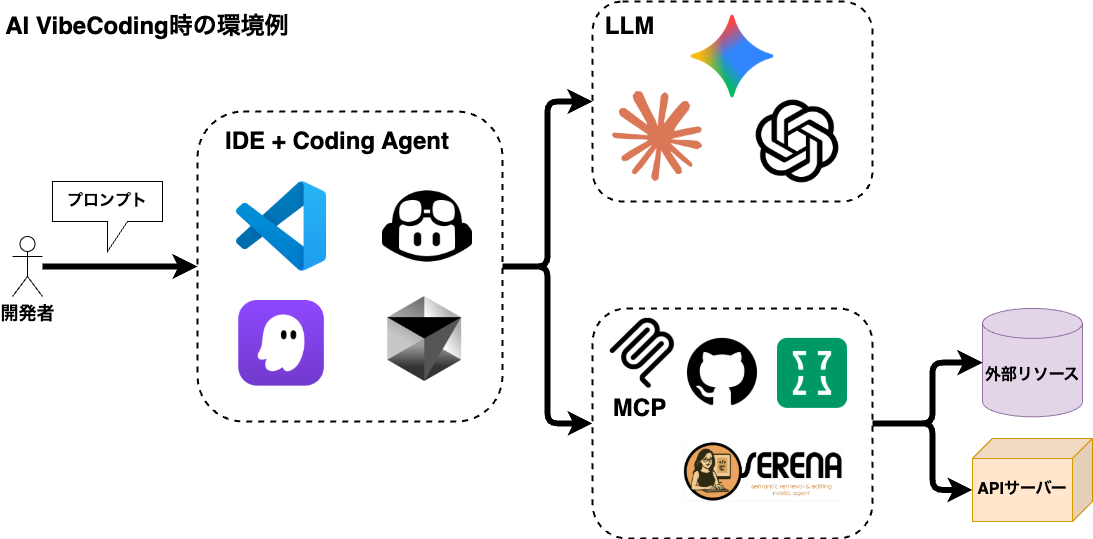 AI VibeCoding時の環境例
LLM
IDE + Coding Agent
プロンプト
開発者
MCP
SERENA
semantic retrieval & editing
外部リソース
APIサーバー